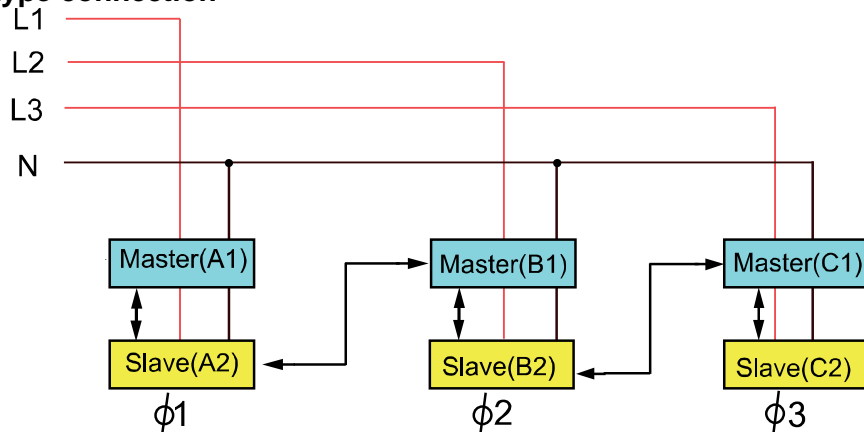 L1
L2
L3
N
Master(A1) Master(B1) Master(C1)
Slave(A2) Slave(B2) Slave(C2)
ϕ1 ϕ2 ϕ3